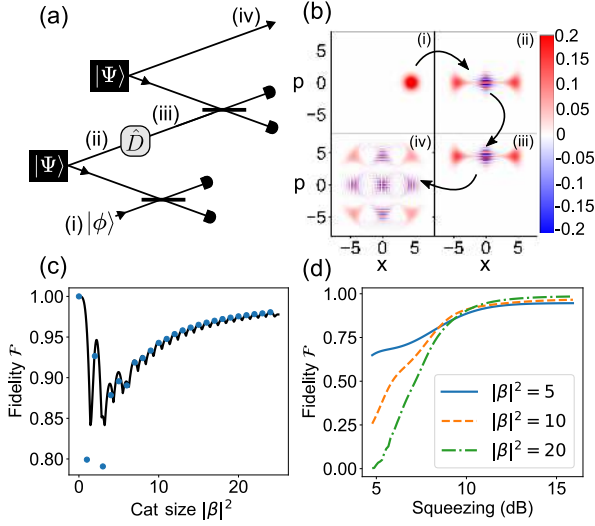 (a)
(iv)
|Ψ⟩
(iii)
(ii)
D̂
|Ψ⟩
(i) |ϕ⟩
(b)
(i)
(ii)
5
p 0
−5
(iv)
(iii)
5
p 0
−5
−5 0 5
−5 0 5
x
x
0.2
0.15
0.1
0.05
0
-0.05
-0.1
-0.15
-0.2
(c)
1.00
0.95
0.90
0.85
0.80
Fidelity ℱ
0 10 20
Cat size |β|²
(d)
1.00
0.75
0.50
0.25
0.00
Fidelity ℱ
|β|² = 5
|β|² = 10
|β|² = 20
5 10 15
Squeezing (dB)